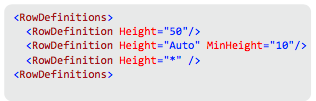 <RowDefinitions>
<RowDefinition Height="50"/>
<RowDefinition Height="Auto" MinHeight="10"/>
<RowDefinition Height="*" />
<RowDefinitions>